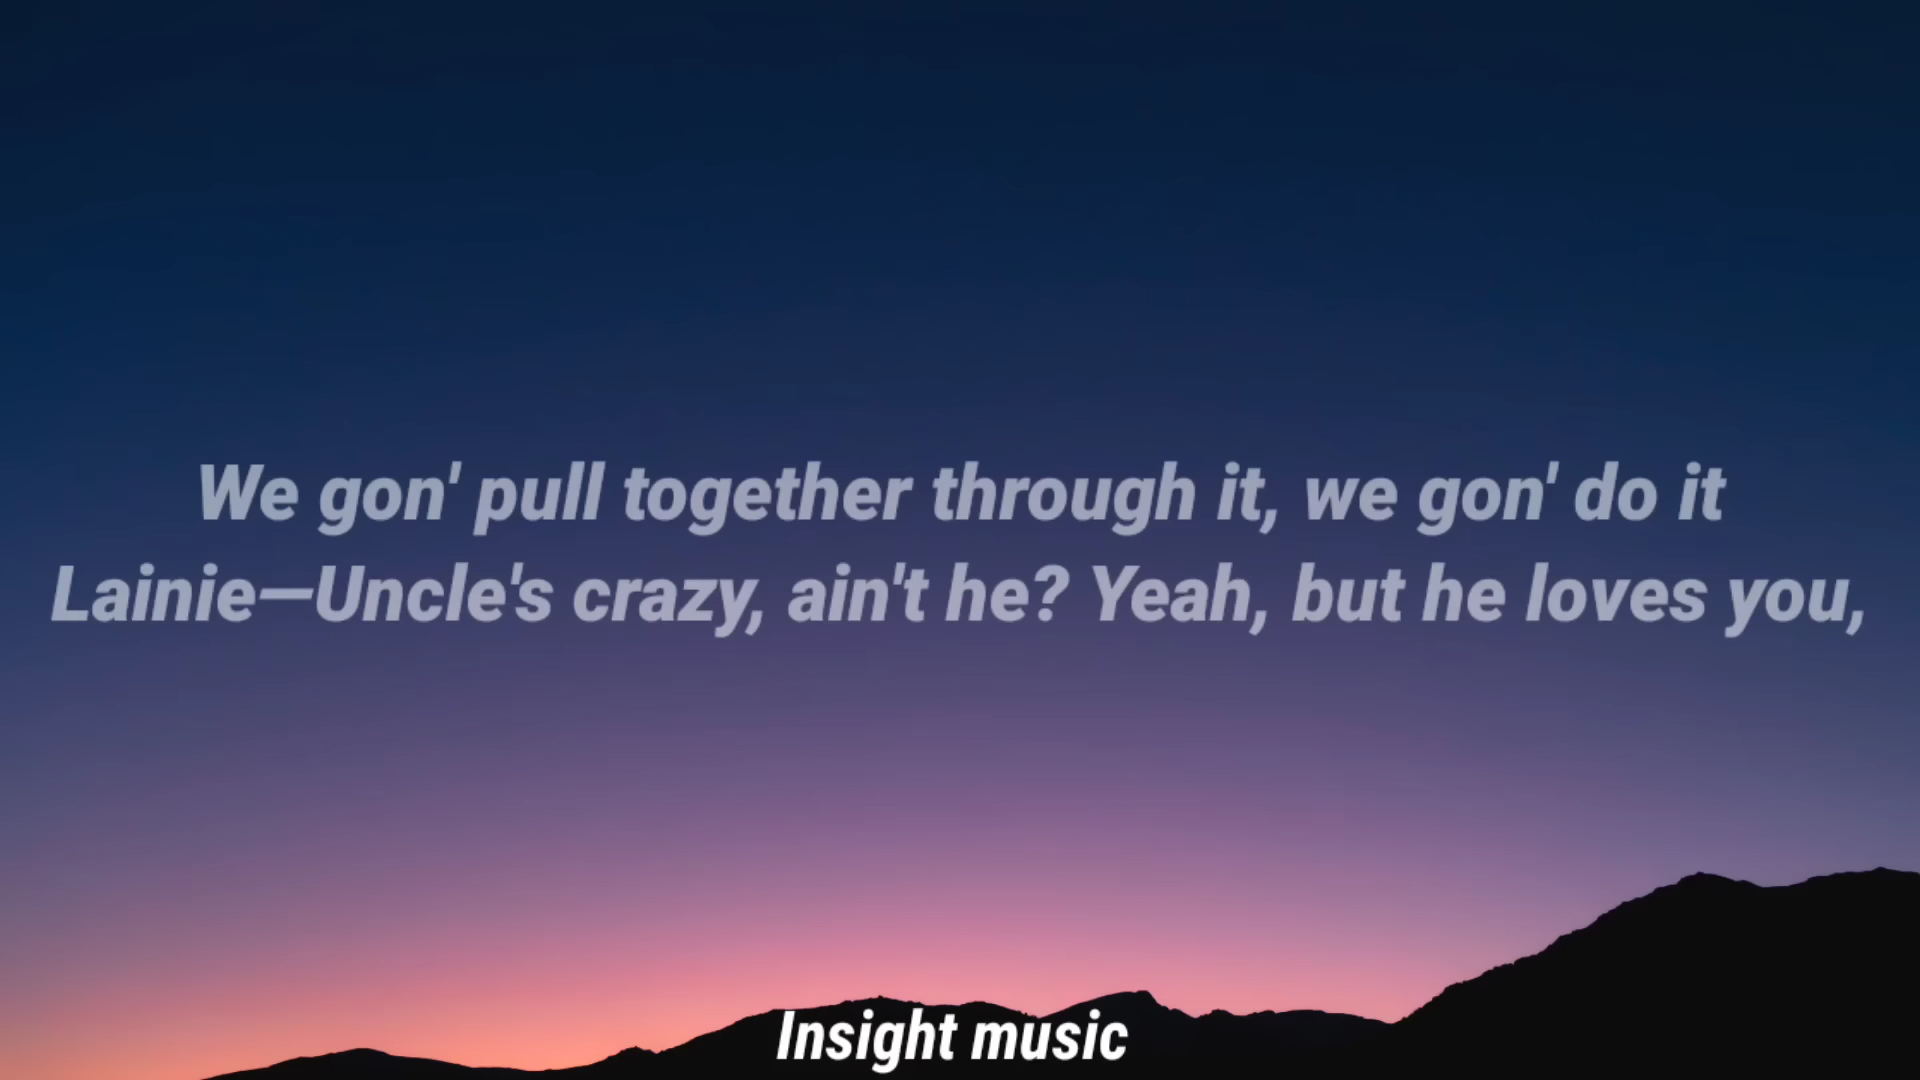 We gon' pull together through it, we gon' do it
Lainie—Uncle's crazy, ain't he? Yeah, but he loves you,
Insight music